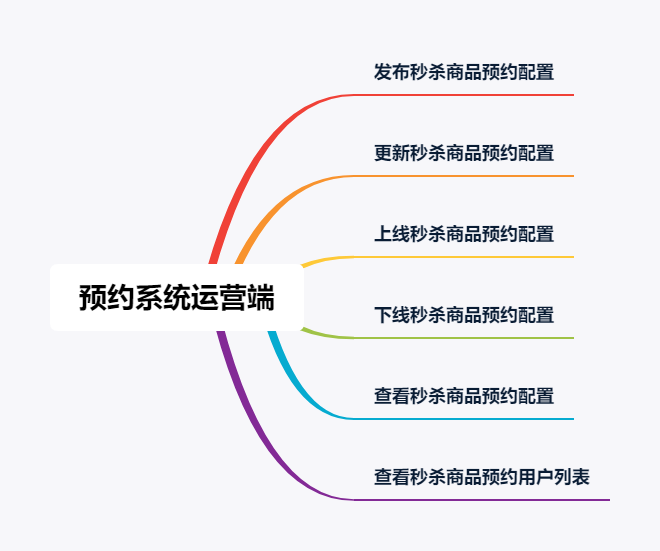 发布秒杀商品预约配置
更新秒杀商品预约配置
上线秒杀商品预约配置
预约系统运营端
下线秒杀商品预约配置
查看秒杀商品预约配置
查看秒杀商品预约用户列表